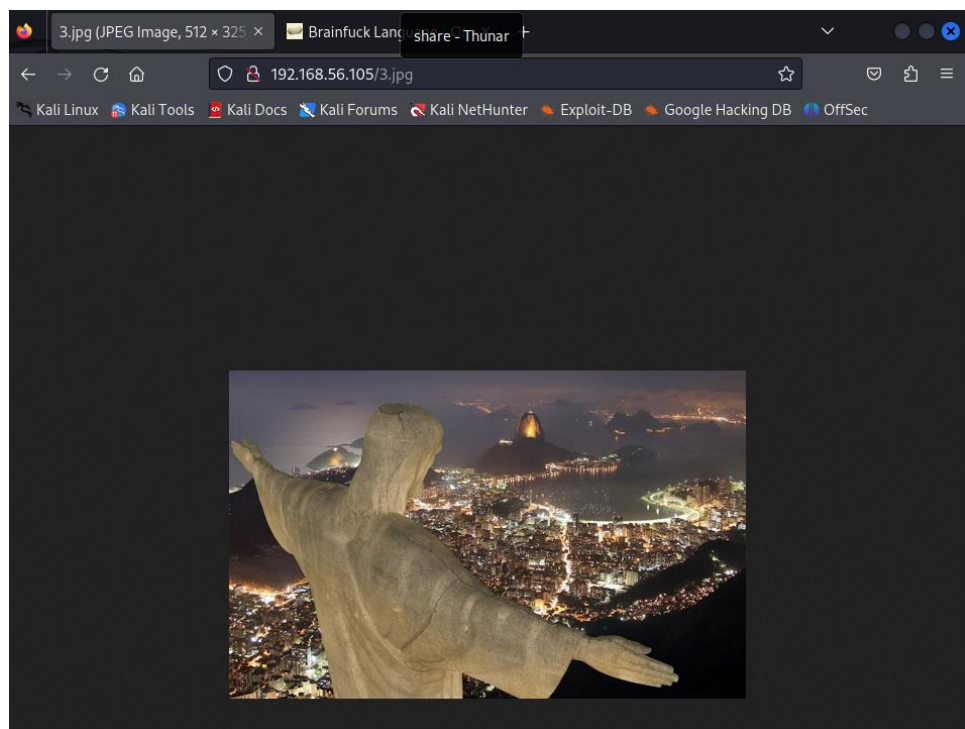 3.jpg (JPEG Image, 512 × 325
Brainfuck Lang
share - Thunar
192.168.56.105/3.jpg
Kali Linux Kali Tools Kali Docs Kali Forums Kali NetHunter Exploit-DB Google Hacking DB OffSec